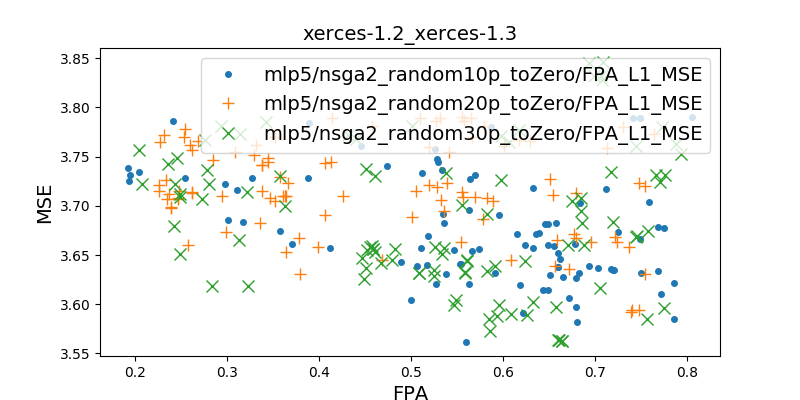 xerces-1.2_xerces-1.3
mlp5/nsga2_random10p_toZero/FPA_L1_MSE
mlp5/nsga2_random20p_toZero/FPA_L1_MSE
mlp5/nsga2_random30p_toZero/FPA_L1_MSE
MSE
3.85
3.80
3.75
3.70
3.65
3.60
3.55
0.2 0.3 0.4 0.5 0.6 0.7 0.8
FPA